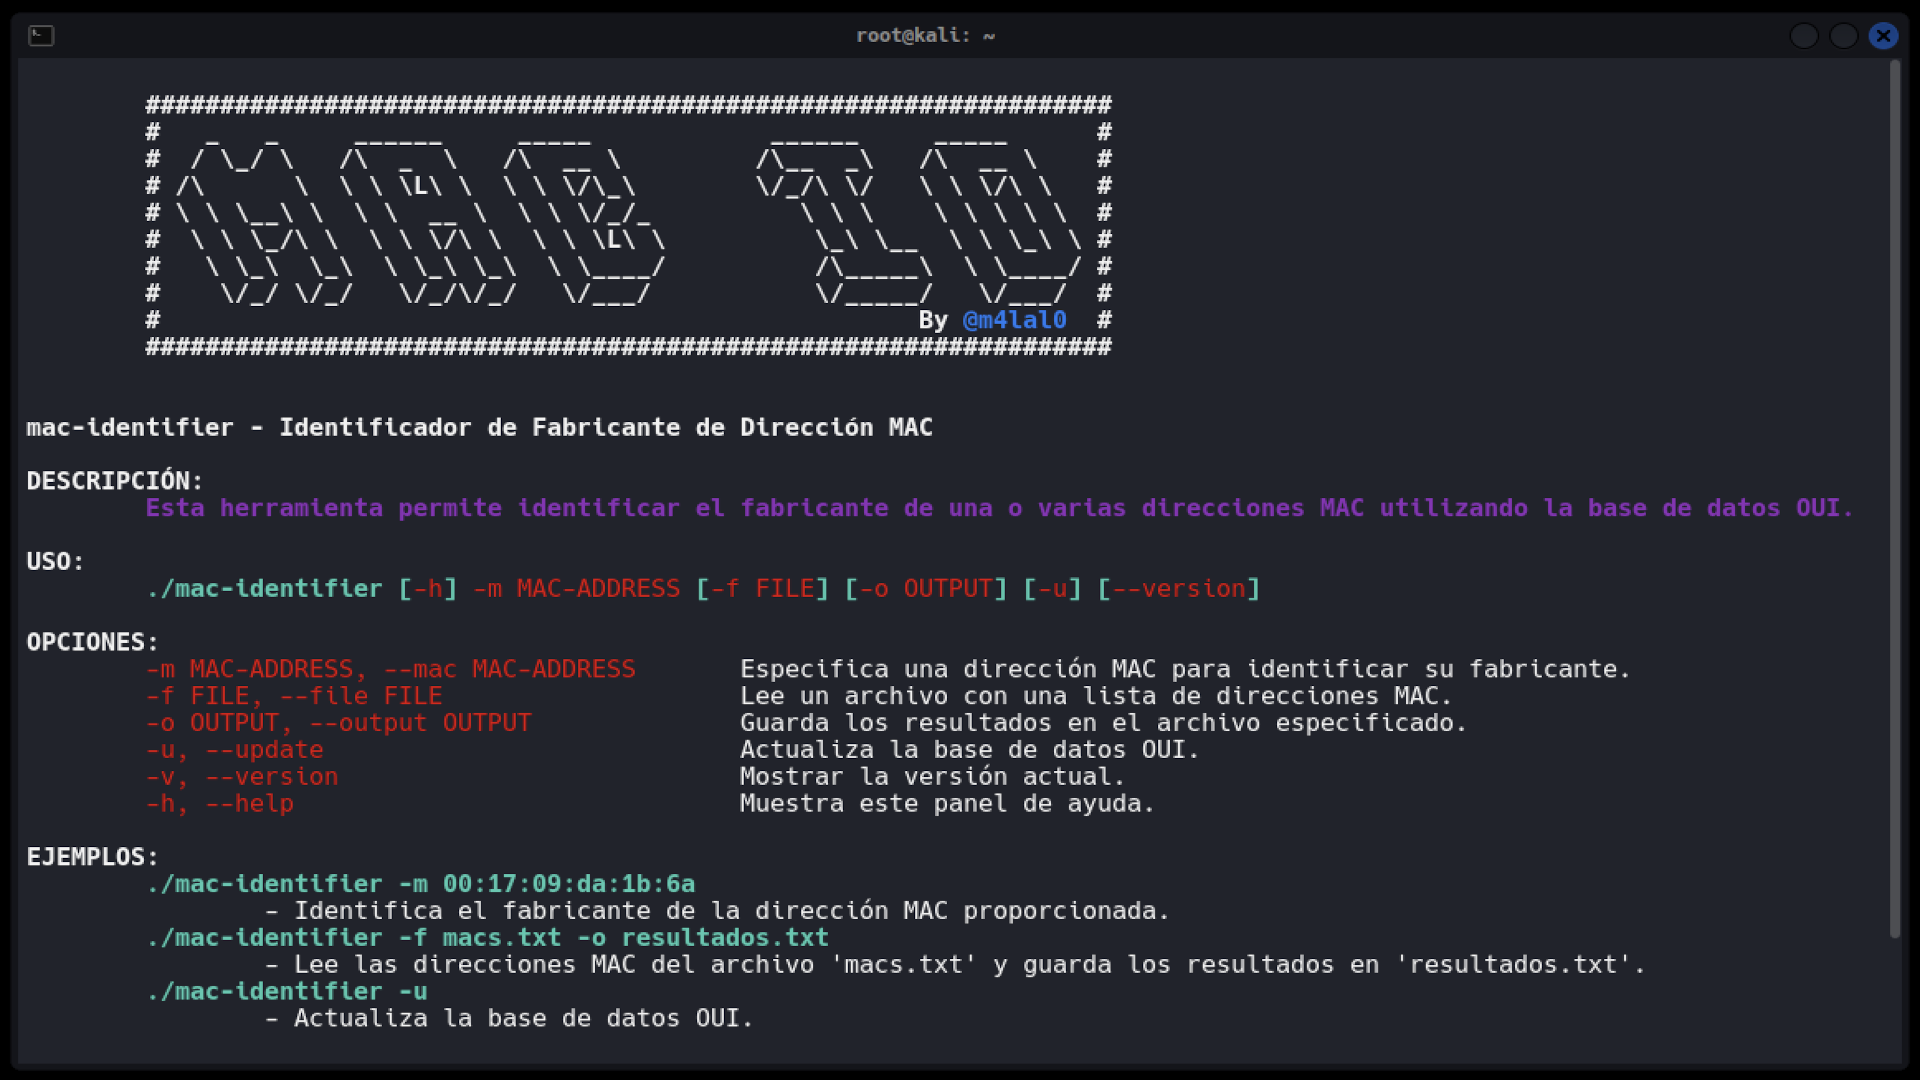 root@kali: ~
MAC ID
By @m4lal0
mac-identifier - Identificador de Fabricante de Dirección MAC
DESCRIPCIÓN:
Esta herramienta permite identificar el fabricante de una o varias direcciones MAC utilizando la base de datos OUI.
USO:
./mac-identifier [-h] -m MAC-ADDRESS [-f FILE] [-o OUTPUT] [-u] [--version]
OPCIONES:
-m MAC-ADDRESS, --mac MAC-ADDRESS Especifica una dirección MAC para identificar su fabricante.
-f FILE, --file FILE Lee un archivo con una lista de direcciones MAC.
-o OUTPUT, --output OUTPUT Guarda los resultados en el archivo especificado.
-u, --update Actualiza la base de datos OUI.
-v, --version Mostrar la versión actual.
-h, --help Muestra este panel de ayuda.
EJEMPLOS:
./mac-identifier -m 00:17:09:da:1b:6a
- Identifica el fabricante de la dirección MAC proporcionada.
./mac-identifier -f macs.txt -o resultados.txt
- Lee las direcciones MAC del archivo 'macs.txt' y guarda los resultados en 'resultados.txt'.
./mac-identifier -u
- Actualiza la base de datos OUI.